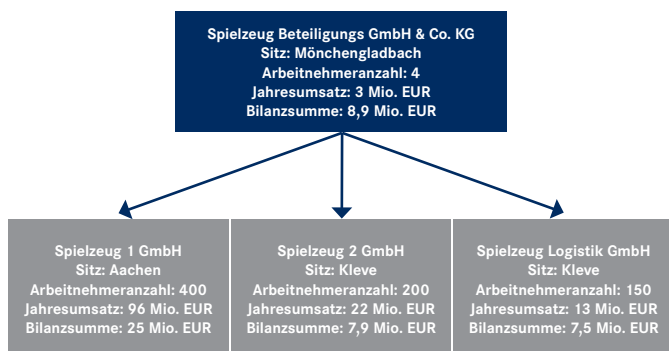 Spielzeug Beteiligungs GmbH & Co. KG
Sitz: Mönchengladbach
Arbeitnehmeranzahl: 4
Jahresumsatz: 3 Mio. EUR
Bilanzsumme: 8,9 Mio. EUR
Spielzeug 1 GmbH
Sitz: Aachen
Arbeitnehmeranzahl: 400
Jahresumsatz: 96 Mio. EUR
Bilanzsumme: 25 Mio. EUR
Spielzeug 2 GmbH
Sitz: Kleve
Arbeitnehmeranzahl: 200
Jahresumsatz: 22 Mio. EUR
Bilanzsumme: 7,9 Mio. EUR
Spielzeug Logistik GmbH
Sitz: Kleve
Arbeitnehmeranzahl: 150
Jahresumsatz: 13 Mio. EUR
Bilanzsumme: 7,5 Mio. EUR